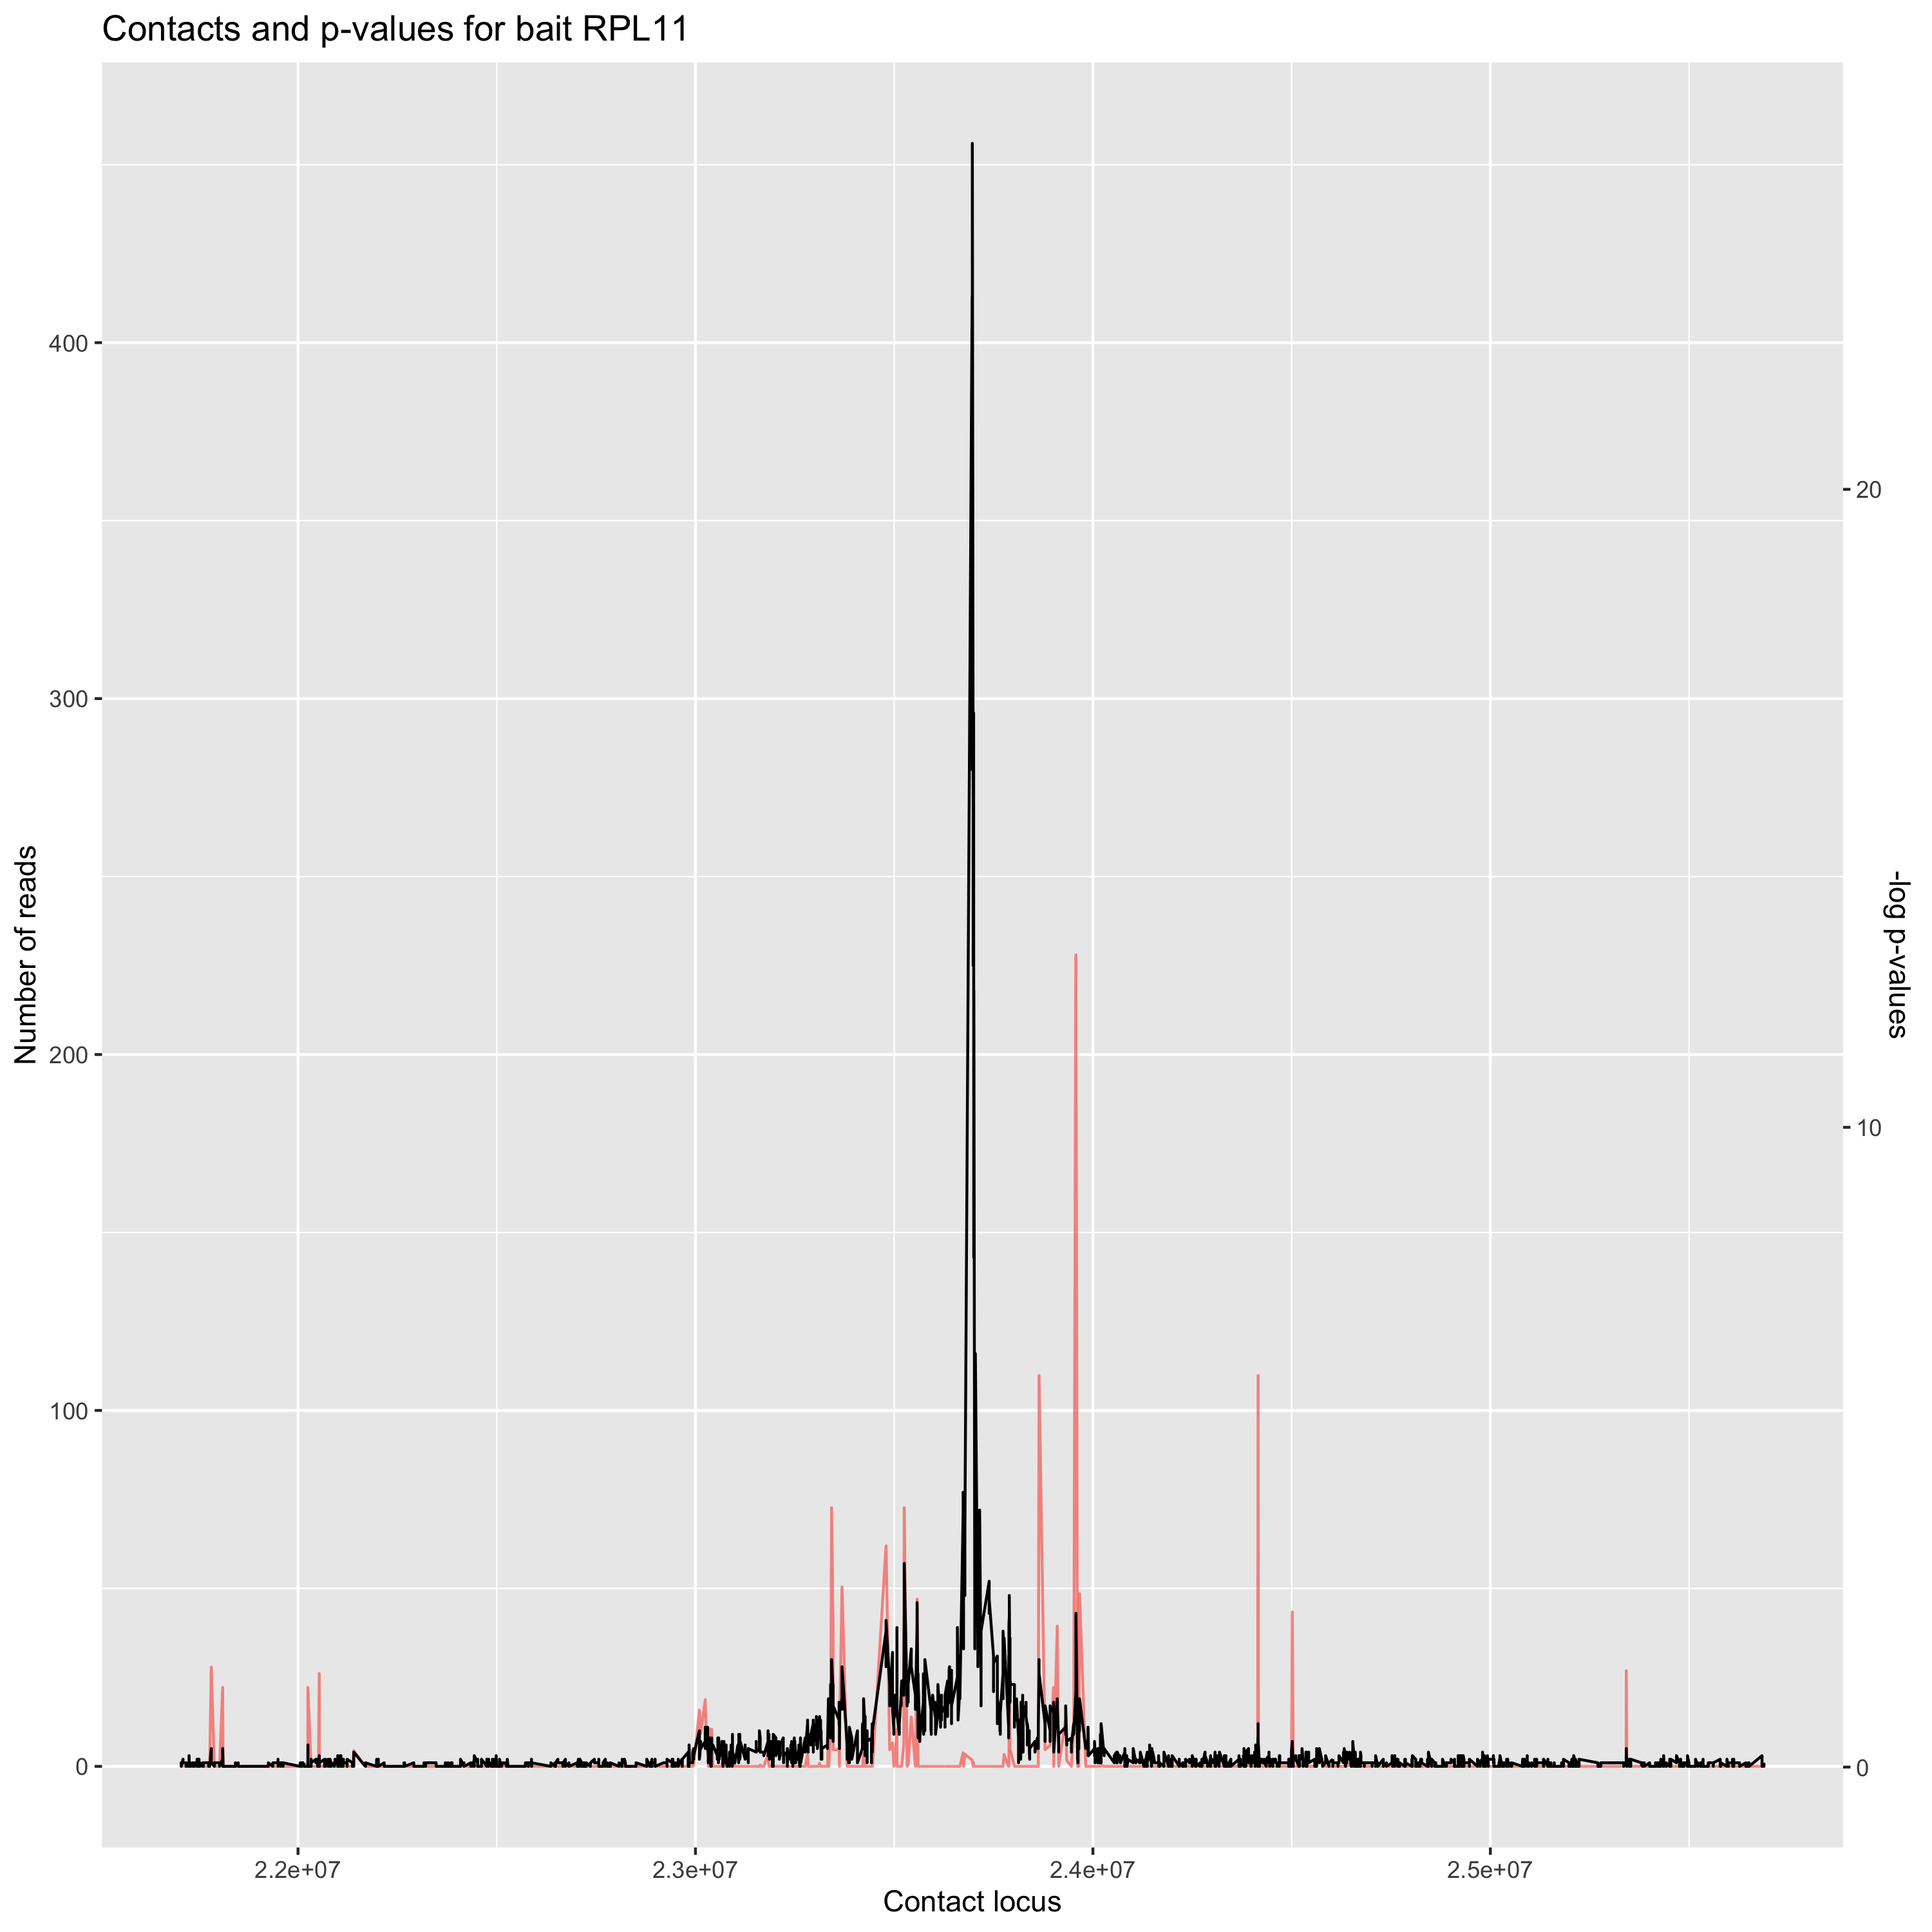 Contacts and p-values for bait RPL11
400
300
200
100
0
Number of reads
20
10
0
-log p-values
2.2e+07
2.3e+07
2.4e+07
2.5e+07
Contact locus